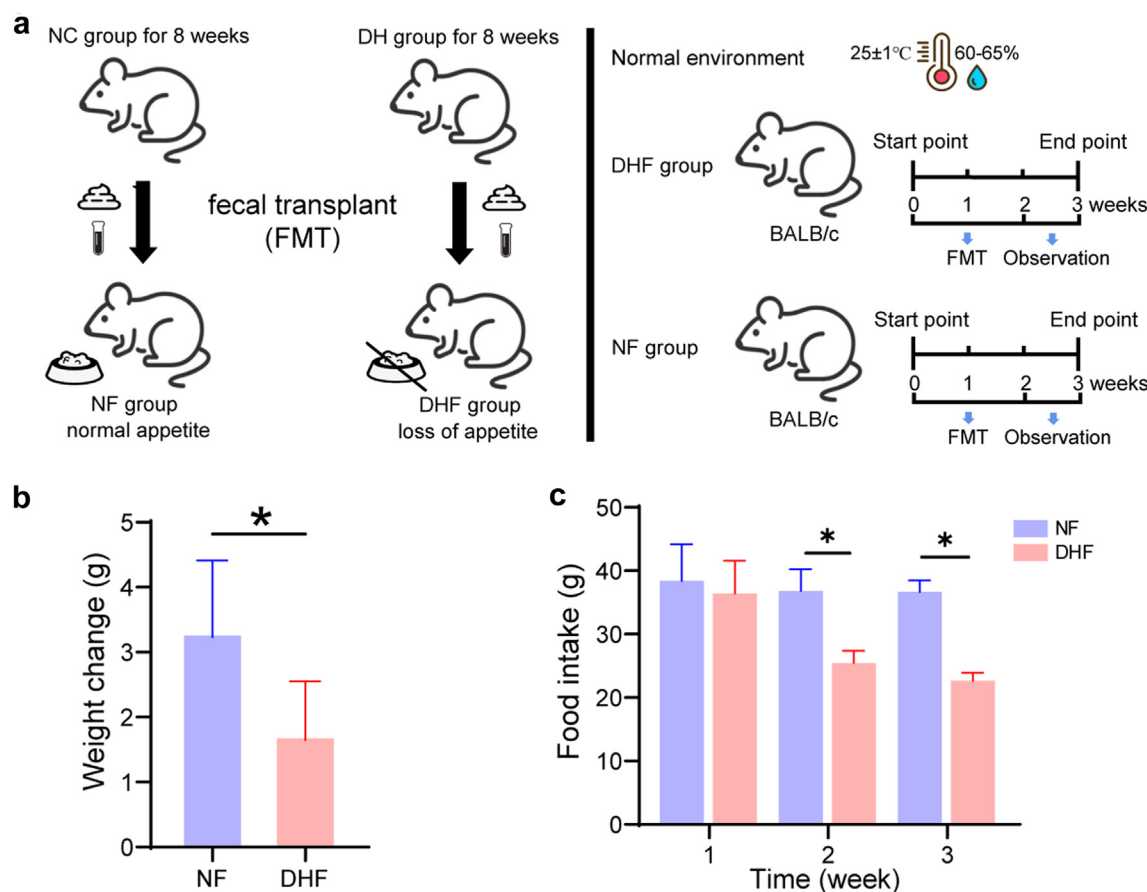 a
NC group for 8 weeks
DH group for 8 weeks
fecal transplant
(FMT)
NF group
normal appetite
DHF group
loss of appetite
Normal environment
25±1℃
60-65%
DHF group
BALB/c
Start point
End point
0 1 2 3 weeks
FMT
Observation
NF group
BALB/c
Start point
End point
0 1 2 3 weeks
FMT
Observation
b
Weight change (g)
5
4
3
2
1
0
*
NF
DHF
c
Food intake (g)
50
40
30
20
10
0
*
*
NF
DHF
1 2 3
Time (week)